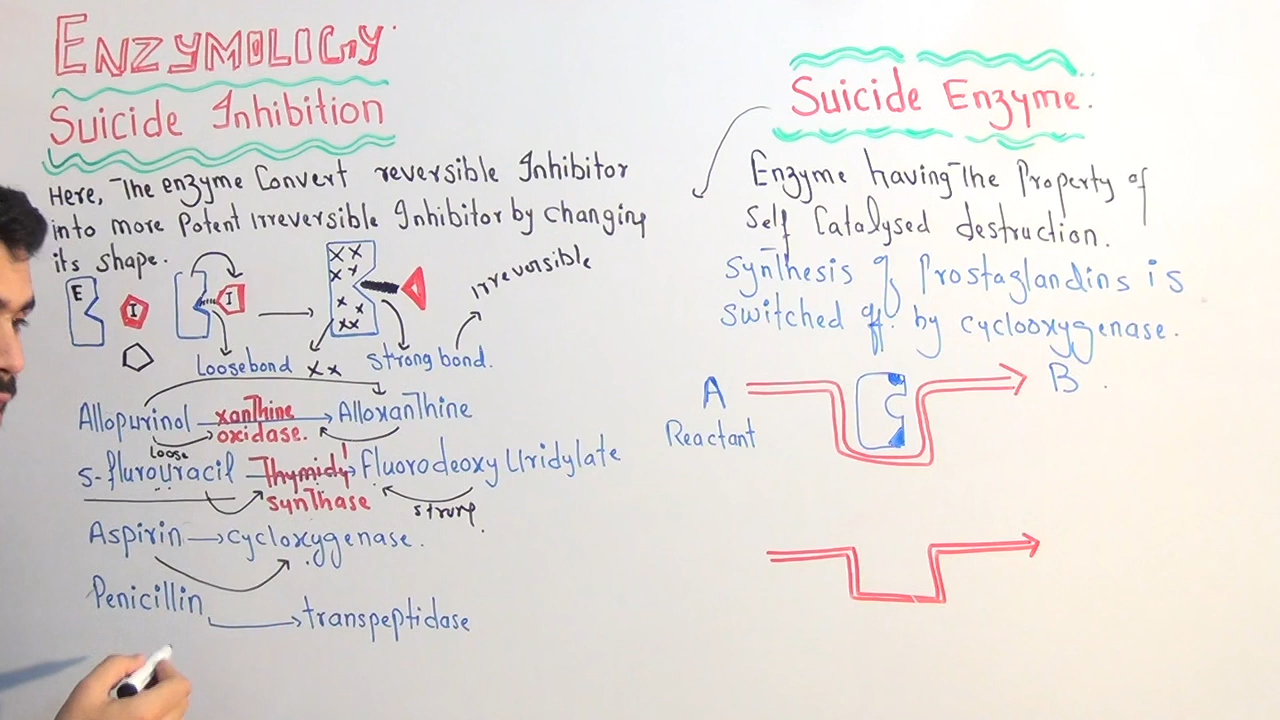 ENZYMOLOGY
Suicide Inhibition
Here, The enzyme Convert reversible Inhibitor
into more Potent Irreversible Inhibitor by changing
its shape.
E
I
I
x x
x x
x x
xx
Loosebond
x x
strong bond.
Irreversible
Allopurinol xanthine Alloxanthine
oxidase.
Loose
5-flurouracil Thymidyl Fluorodeoxy Uridylate
synthase
strong
Aspirin cycloxygenase.
Penicillin
transpeptidase
Suicide Enzyme.
Enzyme having The Property of
Self Catalysed destruction.
Synthesis of Prostaglandins is
switched off. by cyclooxygenase.
A
B
Reactant